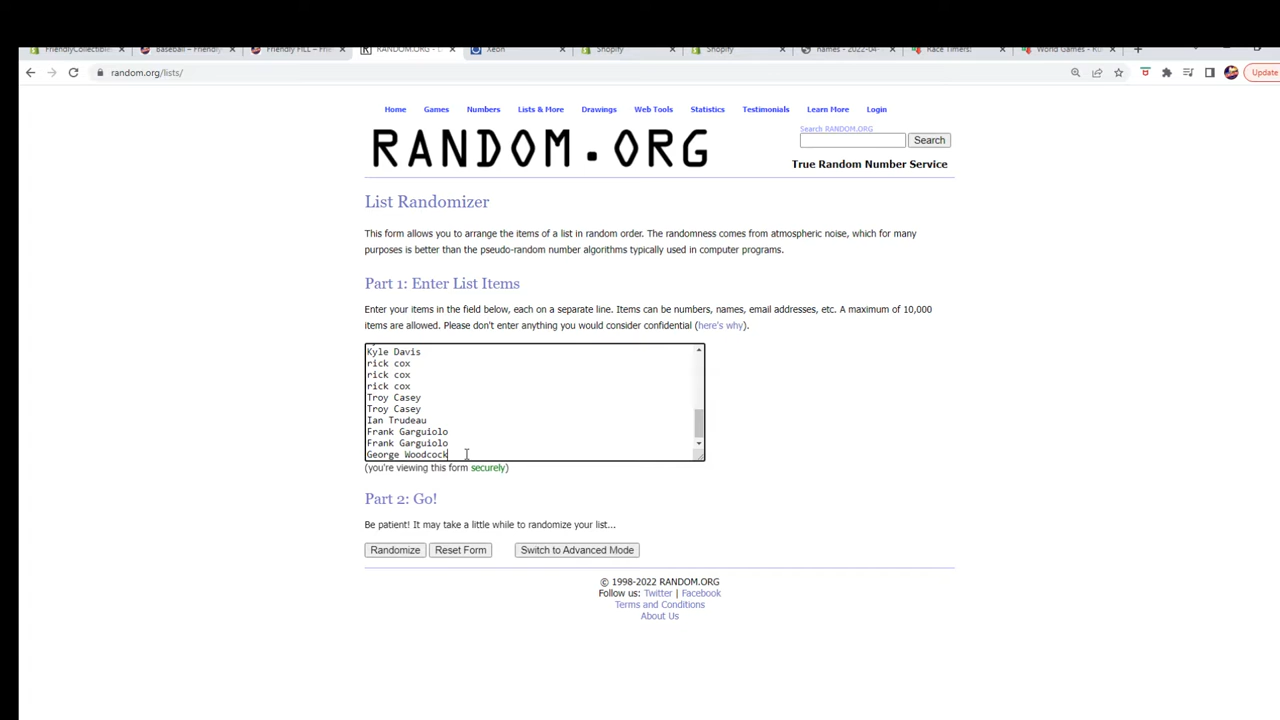 FriendlyCollectible
Baseball – Friendly
Friendly FILL – Frie
RANDOM.ORG -
Xeon
Shopify
Shopify
names - 2022-04-
Race Timers:
World Games - Ku
random.org/lists/
Update
Home Games Numbers Lists & More Drawings Web Tools Statistics Testimonials Learn More Login
Search RANDOM.ORG
RANDOM.ORG
Search
True Random Number Service
List Randomizer
This form allows you to arrange the items of a list in random order. The randomness comes from atmospheric noise, which for many
purposes is better than the pseudo-random number algorithms typically used in computer programs.
Part 1: Enter List Items
Enter your items in the field below, each on a separate line. Items can be numbers, names, email addresses, etc. A maximum of 10,000
items are allowed. Please don't enter anything you would consider confidential (here's why).
Kyle Davis
rick cox
rick cox
rick cox
Troy Casey
Troy Casey
Ian Trudeau
Frank Garguiolo
Frank Garguiolo
George Woodcock
(you're viewing this form securely)
Part 2: Go!
Be patient! It may take a little while to randomize your list...
Randomize Reset Form Switch to Advanced Mode
© 1998-2022 RANDOM.ORG
Follow us: Twitter | Facebook
Terms and Conditions
About Us